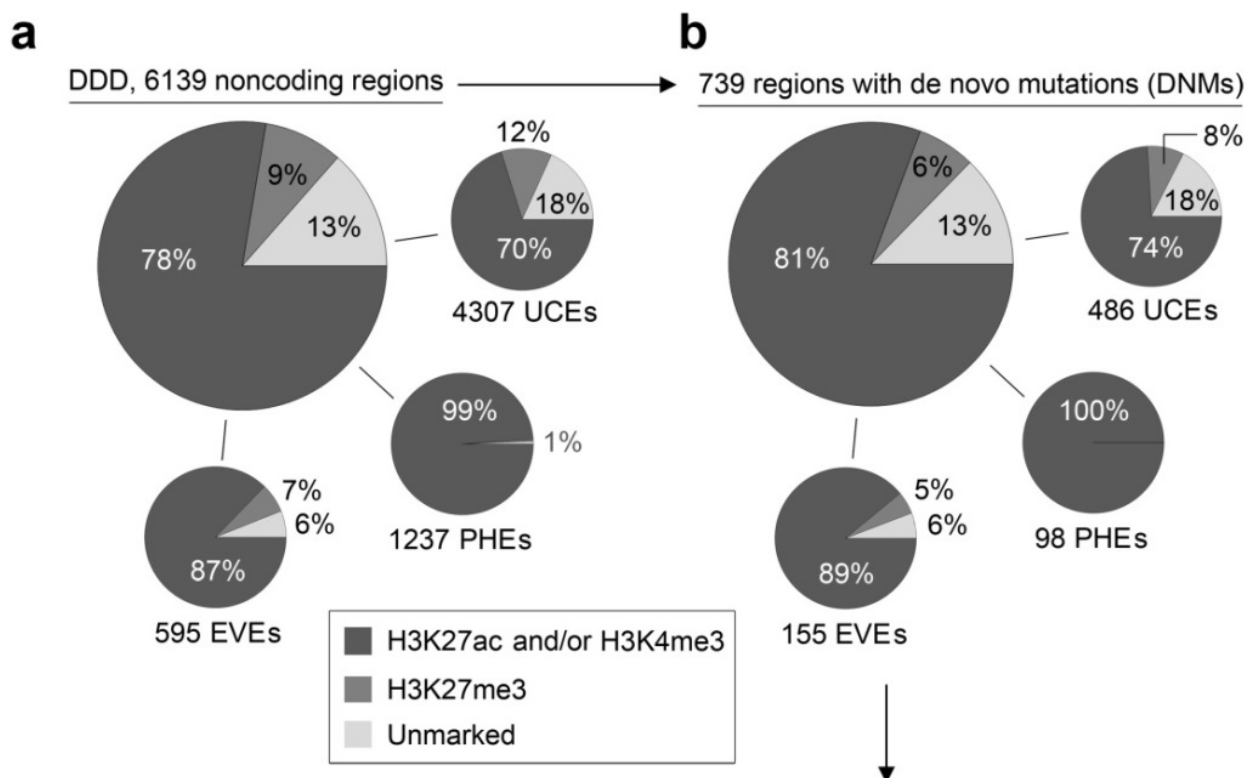 a
DDD, 6139 noncoding regions
9%
13%
78%
12%
18%
70%
4307 UCEs
99%
1%
1237 PHEs
7%
6%
87%
595 EVEs
H3K27ac and/or H3K4me3
H3K27me3
Unmarked
b
739 regions with de novo mutations (DNMs)
6%
13%
81%
8%
18%
74%
486 UCEs
100%
98 PHEs
5%
6%
89%
155 EVEs